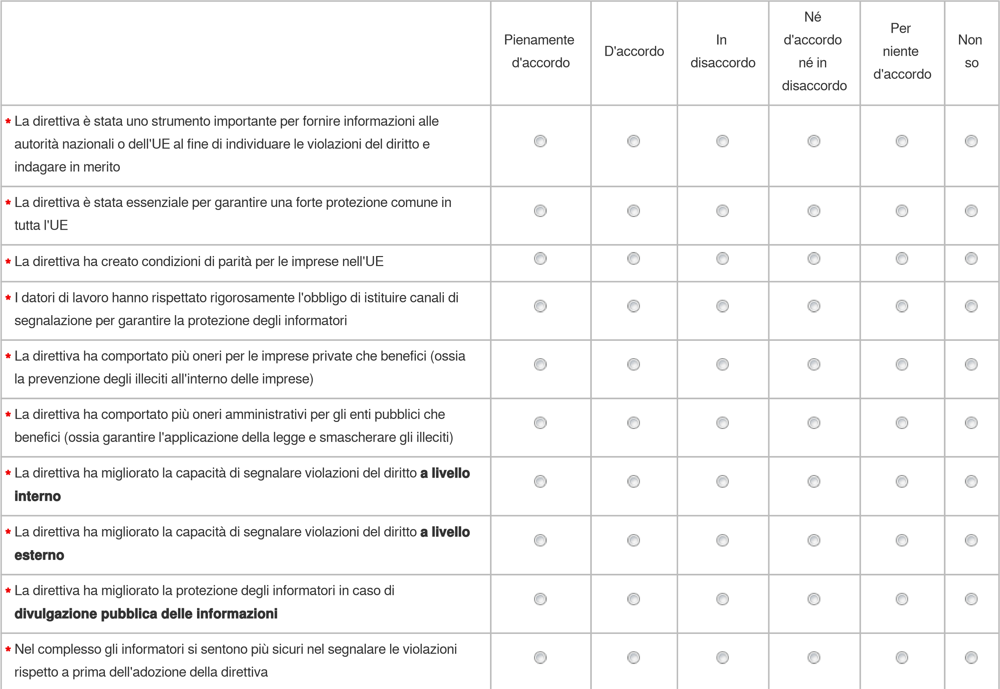 Pienamente
d'accordo
D'accordo
In
disaccordo
Né
d'accordo
né in
disaccordo
Per
niente
d'accordo
Non
so
* La direttiva è stata uno strumento importante per fornire informazioni alle
autorità nazionali o dell'UE al fine di individuare le violazioni del diritto e
indagare in merito
* La direttiva è stata essenziale per garantire una forte protezione comune in
tutta l'UE
* La direttiva ha creato condizioni di parità per le imprese nell'UE
* I datori di lavoro hanno rispettato rigorosamente l'obbligo di istituire canali di
segnalazione per garantire la protezione degli informatori
* La direttiva ha comportato più oneri per le imprese private che benefici (ossia
la prevenzione degli illeciti all'interno delle imprese)
* La direttiva ha comportato più oneri amministrativi per gli enti pubblici che
benefici (ossia garantire l'applicazione della legge e smascherare gli illeciti)
* La direttiva ha migliorato la capacità di segnalare violazioni del diritto a livello
interno
* La direttiva ha migliorato la capacità di segnalare violazioni del diritto a livello
esterno
* La direttiva ha migliorato la protezione degli informatori in caso di
divulgazione pubblica delle informazioni
* Nel complesso gli informatori si sentono più sicuri nel segnalare le violazioni
rispetto a prima dell'adozione della direttiva